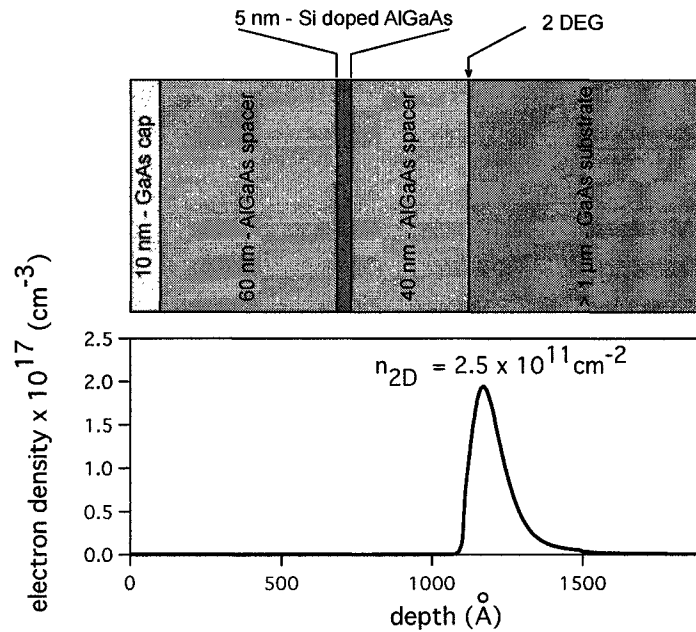 5 nm - Si doped AlGaAs
2 DEG
10 nm - GaAs cap
60 nm - AlGaAs spacer
40 nm - AlGaAs spacer
> 1 µm - GaAs substrate
electron density x 10^17 (cm^-3)
2.5
2.0
1.5
1.0
0.5
0.0
n_2D = 2.5 x 10^11 cm^-2
0
500
1000
1500
depth (Å)